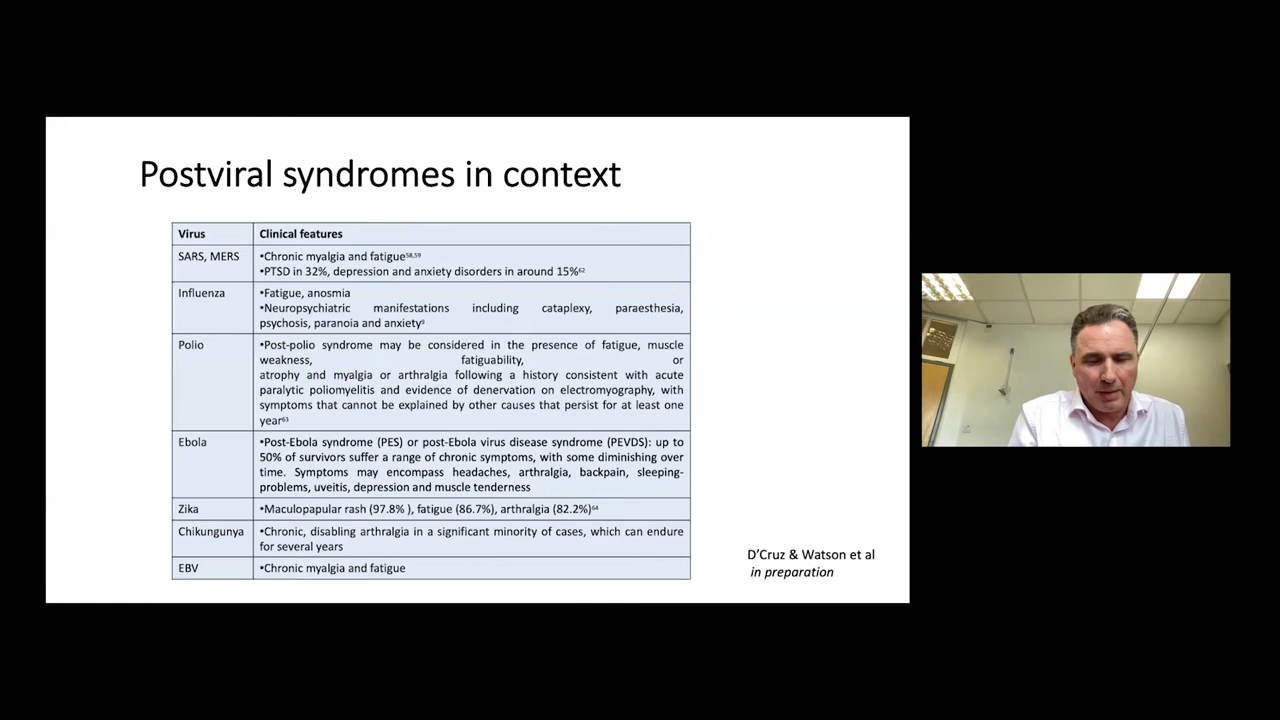 Postviral syndromes in context
Virus Clinical features
SARS, MERS •Chronic myalgia and fatigue58,59
•PTSD in 32%, depression and anxiety disorders in around 15%62
Influenza •Fatigue, anosmia
•Neuropsychiatric manifestations including cataplexy, paraesthesia,
psychosis, paranoia and anxiety9
Polio •Post-polio syndrome may be considered in the presence of fatigue, muscle
weakness, fatiguability, or
atrophy and myalgia or arthralgia following a history consistent with acute
paralytic poliomyelitis and evidence of denervation on electromyography, with
symptoms that cannot be explained by other causes that persist for at least one
year63
Ebola •Post-Ebola syndrome (PES) or post-Ebola virus disease syndrome (PEVDS): up to
50% of survivors suffer a range of chronic symptoms, with some diminishing over
time. Symptoms may encompass headaches, arthralgia, backpain, sleeping-
problems, uveitis, depression and muscle tenderness
Zika •Maculopapular rash (97.8% ), fatigue (86.7%), arthralgia (82.2%)64
Chikungunya •Chronic, disabling arthralgia in a significant minority of cases, which can endure
for several years
EBV •Chronic myalgia and fatigue
D'Cruz & Watson et al
in preparation